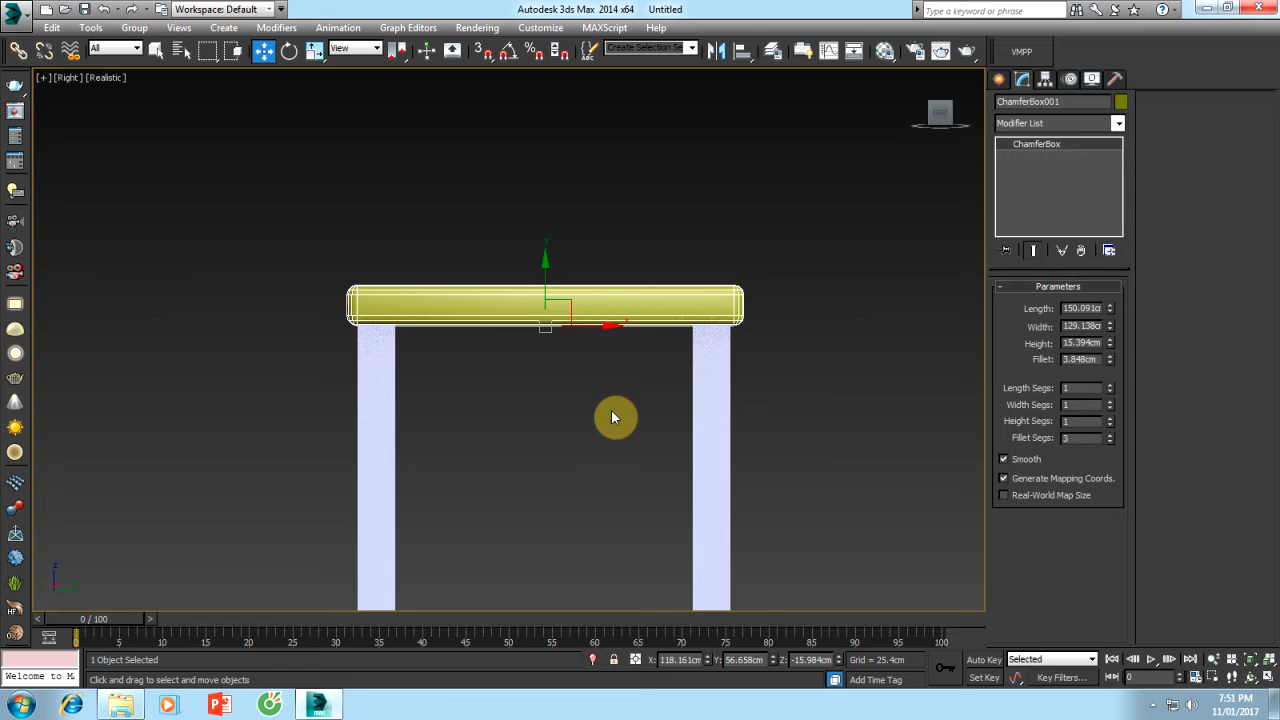 Workspace: Default
Autodesk 3ds Max 2014 x64 Untitled
Type a keyword or phrase
Edit Tools Group Views Create Modifiers Animation Graph Editors Rendering Customize MAXScript Help
All
View
3
Create Selection Se
VMPP
[ + ] [ Right ] [ Realistic ]
RIGHT
ChamferBox001
Modifier List
ChamferBox
Parameters
Length: 150.091cm
Width: 129.138cm
Height: 15.394cm
Fillet: 3.848cm
Length Segs: 1
Width Segs: 1
Height Segs: 1
Fillet Segs: 3
Smooth
Generate Mapping Coords.
Real-World Map Size
y
z
HF
0 / 100
0 5 10 15 20 25 30 35 40 45 50 55 60 65 70 75 80 85 90 95 100
1 Object Selected
X: 118.161cm Y: 56.658cm Z: -15.984cm Grid = 25.4cm
Auto Key Selected
Welcome to M
Click and drag to select and move objects
Add Time Tag
Set Key Key Filters... 0
7:51 PM
11/01/2017